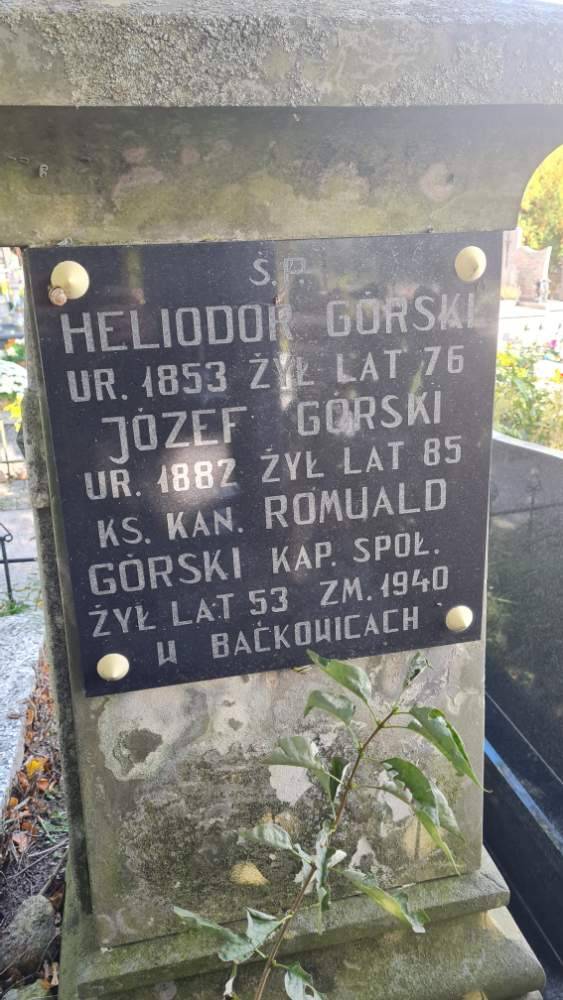 Ś.P.
HELIODOR GÓRSKI
UR. 1853 ŻYŁ LAT 76
JÓZEF GÓRSKI
UR. 1882 ŻYŁ LAT 85
KS. KAN. ROMUALD
GÓRSKI KAP. SPOŁ.
ŻYŁ LAT 53 ZM. 1940
W BAĆKOWICACH